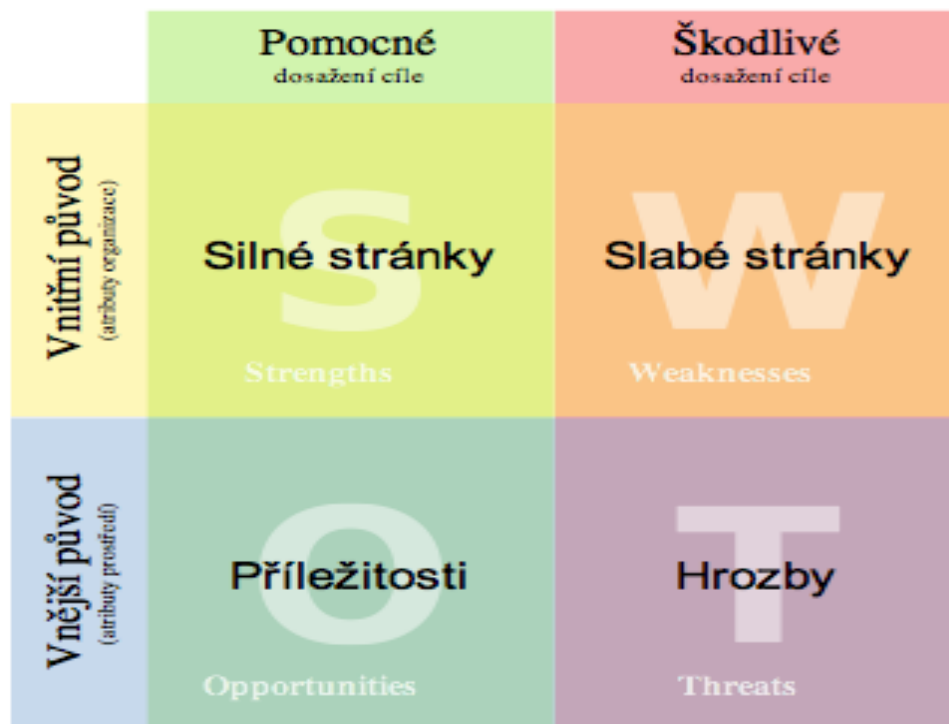 Pomocné
dosažení cíle
Škodlivé
dosažení cíle
Vnitřní původ
(atributy organizace)
S
Silné stránky
Strengths
W
Slabé stránky
Weaknesses
Vnější původ
(atributy prostředí)
O
Příležitosti
Opportunities
T
Hrozby
Threats